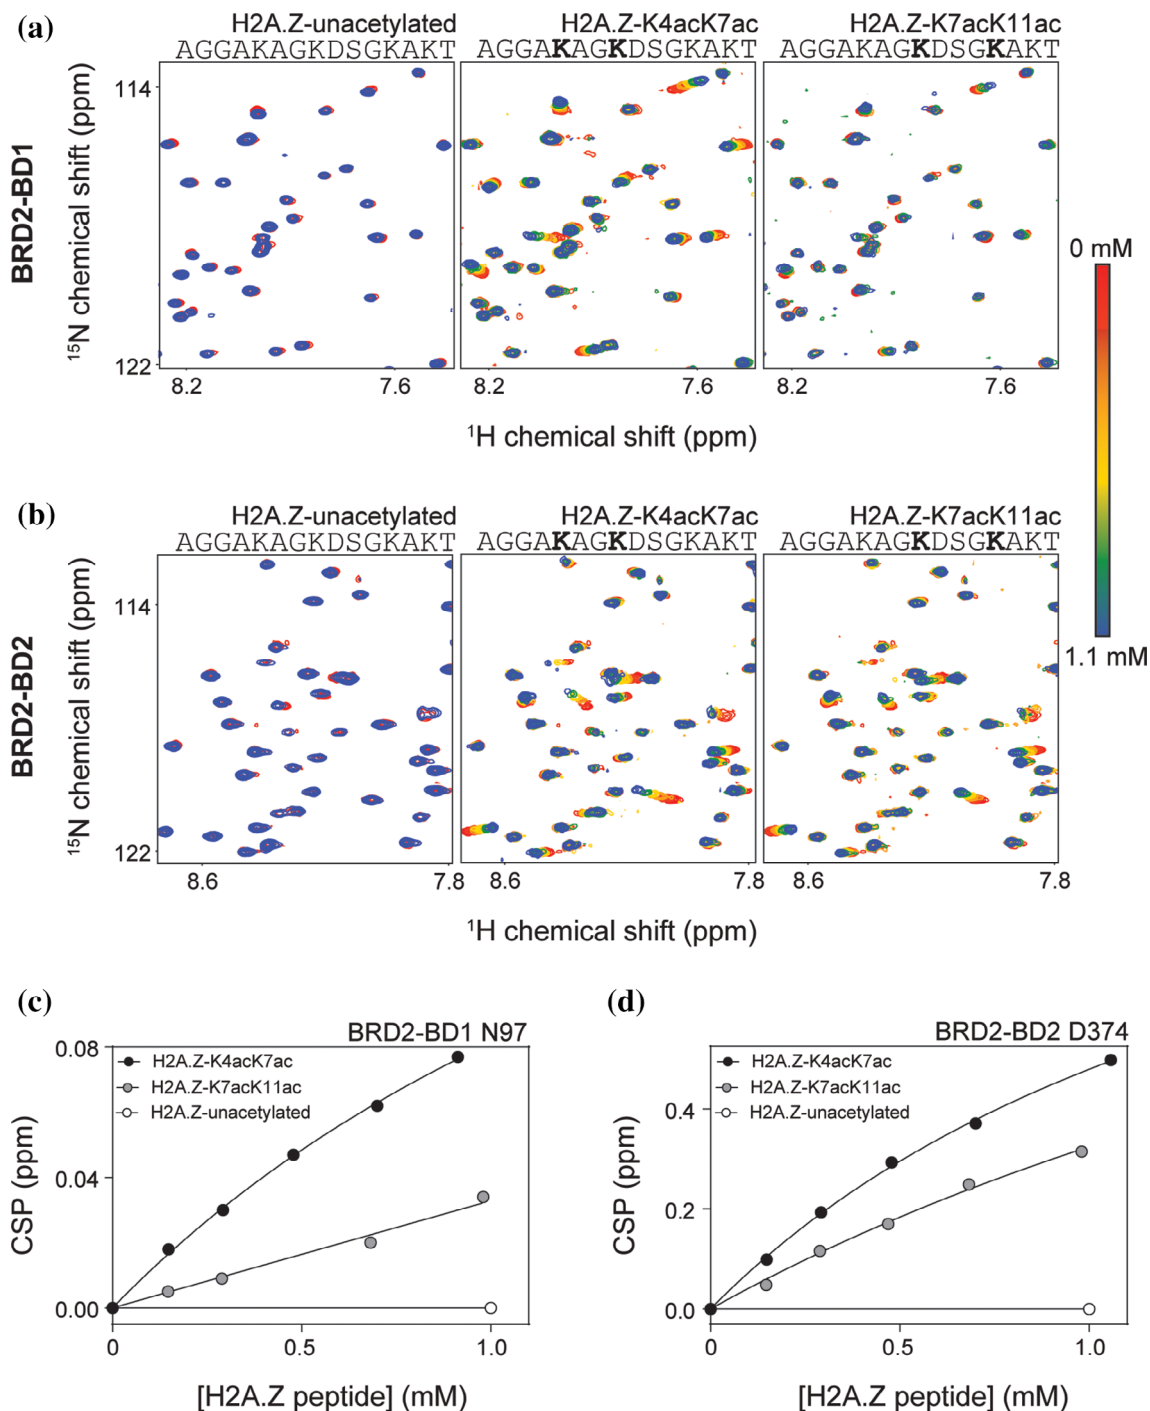 (a)
H2A.Z-unacetylated
AGGAKAGKDSGKAKT
H2A.Z-K4acK7ac
AGGAKAGKDSGKAKT
H2A.Z-K7acK11ac
AGGAKAGKDSGKAKT
BRD2-BD1
15N chemical shift (ppm)
114
122
8.2
7.6
8.2
7.6
8.2
7.6
1H chemical shift (ppm)
0 mM
1.1 mM
(b)
H2A.Z-unacetylated
AGGAKAGKDSGKAKT
H2A.Z-K4acK7ac
AGGAKAGKDSGKAKT
H2A.Z-K7acK11ac
AGGAKAGKDSGKAKT
BRD2-BD2
15N chemical shift (ppm)
114
122
8.6
7.8
8.6
7.8
8.6
7.8
1H chemical shift (ppm)
(c)
BRD2-BD1 N97
H2A.Z-K4acK7ac
H2A.Z-K7acK11ac
H2A.Z-unacetylated
CSP (ppm)
0.08
0.04
0.00
0
0.5
1.0
[H2A.Z peptide] (mM)
(d)
BRD2-BD2 D374
H2A.Z-K4acK7ac
H2A.Z-K7acK11ac
H2A.Z-unacetylated
CSP (ppm)
0.4
0.2
0.0
0
0.5
1.0
[H2A.Z peptide] (mM)